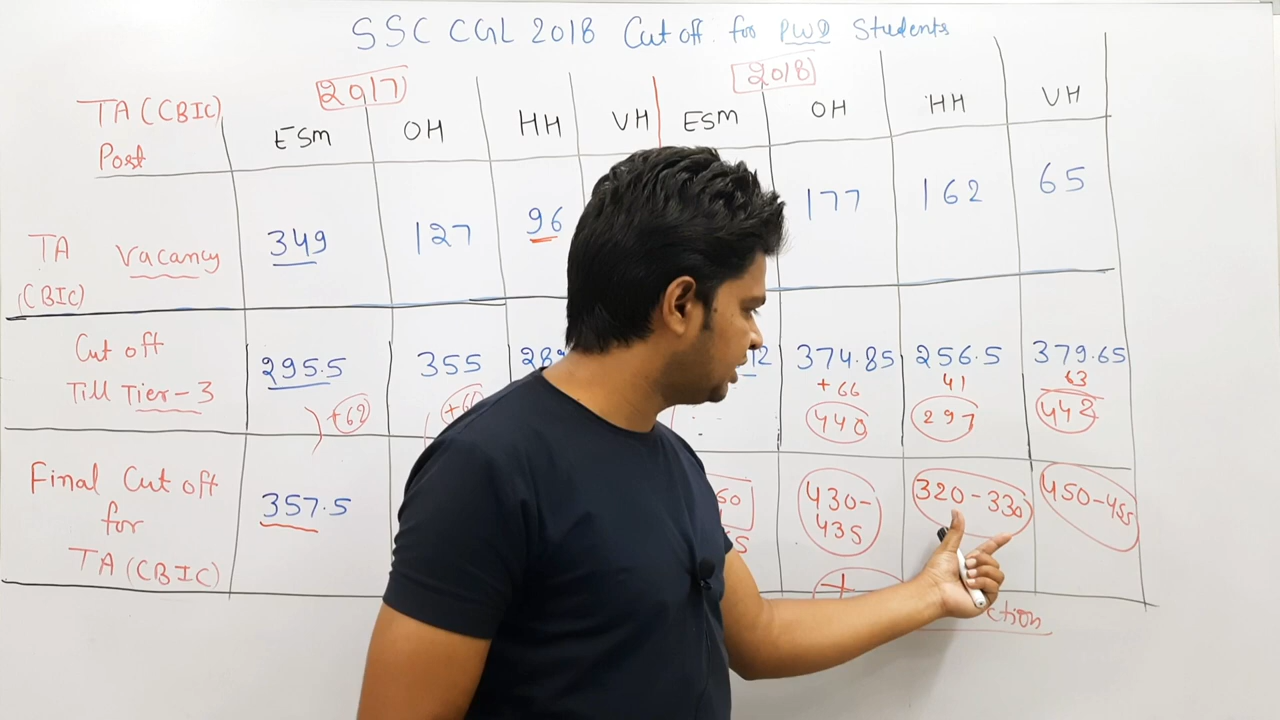 SSC CGL 2018 Cut off for PWD Students
2017 2018
TA (CBIC)
Post
ESM OH HH VH ESM OH HH VH
TA
(CBIC)
Vacancy
349 127 96 177 162 65
Cut off
Till Tier-3
295.5 355 374.85 256.5 379.65
+62 +66 41 63
440 297 442
Final Cut off
for
TA (CBIC)
357.5 430-
435 320-330 450-455
+